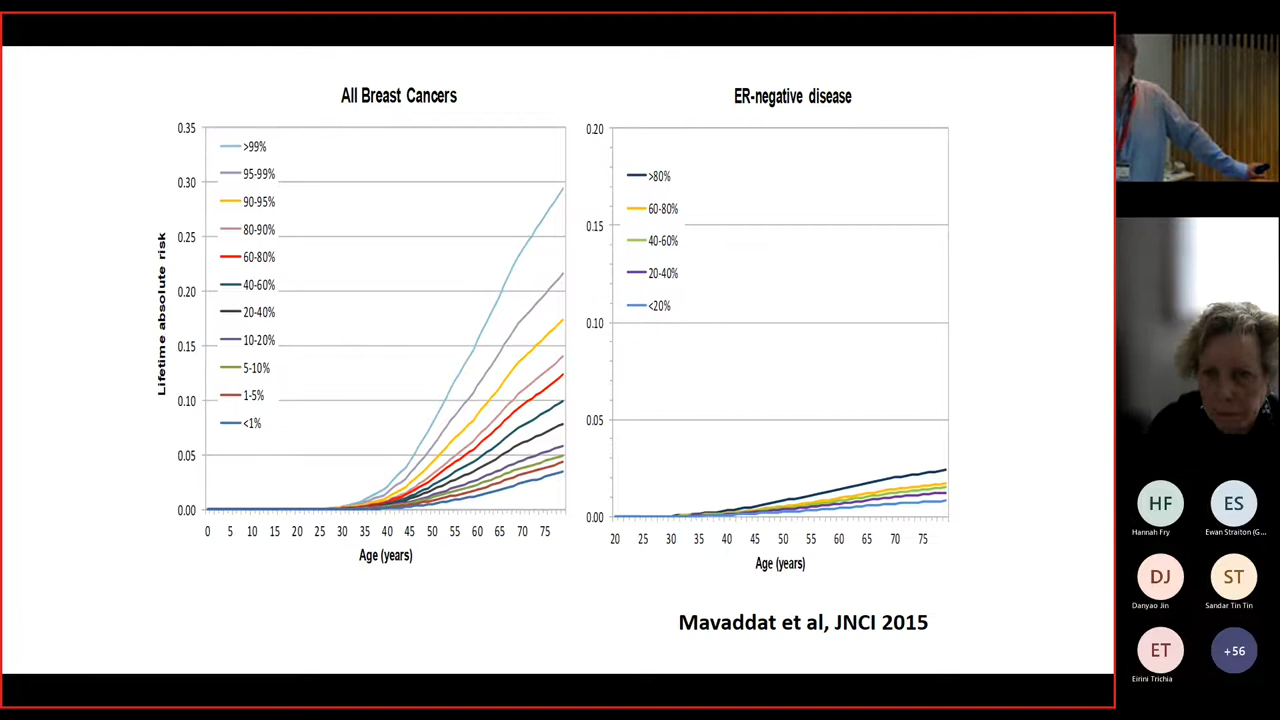 All Breast Cancers
Lifetime absolute risk
0.35
0.30
0.25
0.20
0.15
0.10
0.05
0.00
>99%
95-99%
90-95%
80-90%
60-80%
40-60%
20-40%
10-20%
5-10%
1-5%
<1%
0 5 10 15 20 25 30 35 40 45 50 55 60 65 70 75
Age (years)
ER-negative disease
0.20
0.15
0.10
0.05
0.00
>80%
60-80%
40-60%
20-40%
<20%
20 25 30 35 40 45 50 55 60 65 70 75
Age (years)
Mavaddat et al, JNCI 2015
HF
Hannah Fry
ES
Ewan Straiton (G...
DJ
Danyao Jin
ST
Sandar Tin Tin
ET
Eirini Trichia
+56